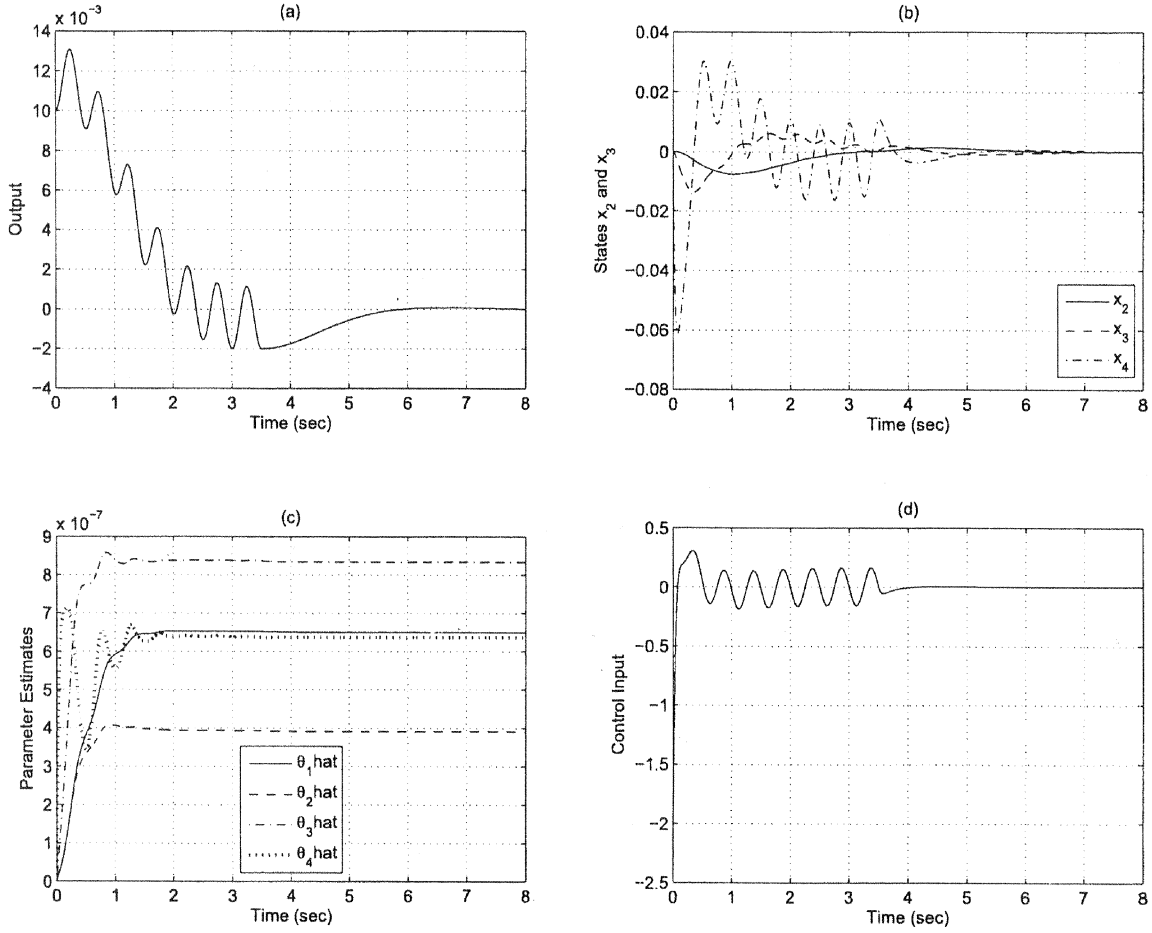 (a)
x 10⁻³
14
12
10
8
6
4
2
0
−2
−4
Output
0 1 2 3 4 5 6 7 8
Time (sec)
(b)
0.04
0.02
0
−0.02
−0.04
−0.06
−0.08
States x₂ and x₃
x₂
x₃
x₄
0 1 2 3 4 5 6 7 8
Time (sec)
(c)
x 10⁻⁷
9
8
7
6
5
4
3
2
1
0
Parameter Estimates
θ₁hat
θ₂hat
θ₃hat
θ₄hat
0 1 2 3 4 5 6 7 8
Time (sec)
(d)
0.5
0
−0.5
−1
−1.5
−2
−2.5
Control Input
0 1 2 3 4 5 6 7 8
Time (sec)